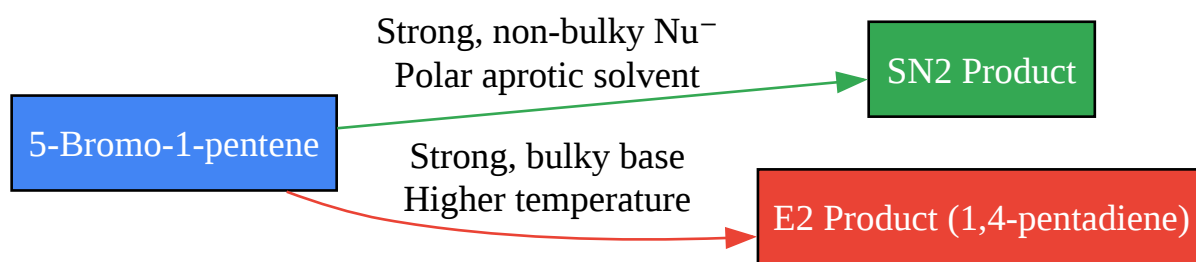 Strong, non-bulky Nu⁻
Polar aprotic solvent
SN2 Product
5-Bromo-1-pentene
Strong, bulky base
Higher temperature
E2 Product (1,4-pentadiene)